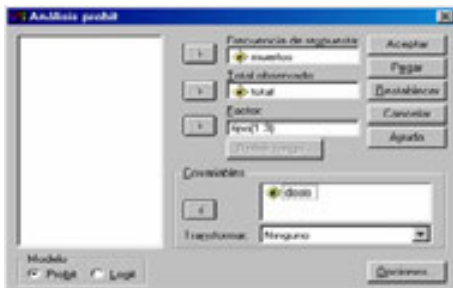 Análisis probit
Frecuencia de respuesta:
muertos
Total observado:
total
Factor:
tipo(1 3)
Definir rango...
Covariables
dosis
Transformar: Ninguno
Modelo
Probit
Logit
Aceptar
Pegar
Restablecer
Cancelar
Ayuda
Opciones...